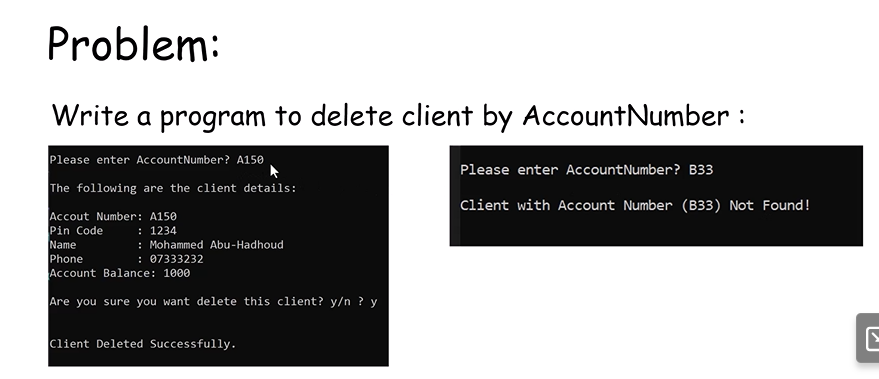 Problem:
Write a program to delete client by AccountNumber :
Please enter AccountNumber? A150
The following are the client details:
Accout Number: A150
Pin Code     : 1234
Name         : Mohammed Abu-Hadhoud
Phone        : 07333232
Account Balance: 1000
Are you sure you want delete this client? y/n ? y
Client Deleted Successfully.
Please enter AccountNumber? B33
Client with Account Number (B33) Not Found!